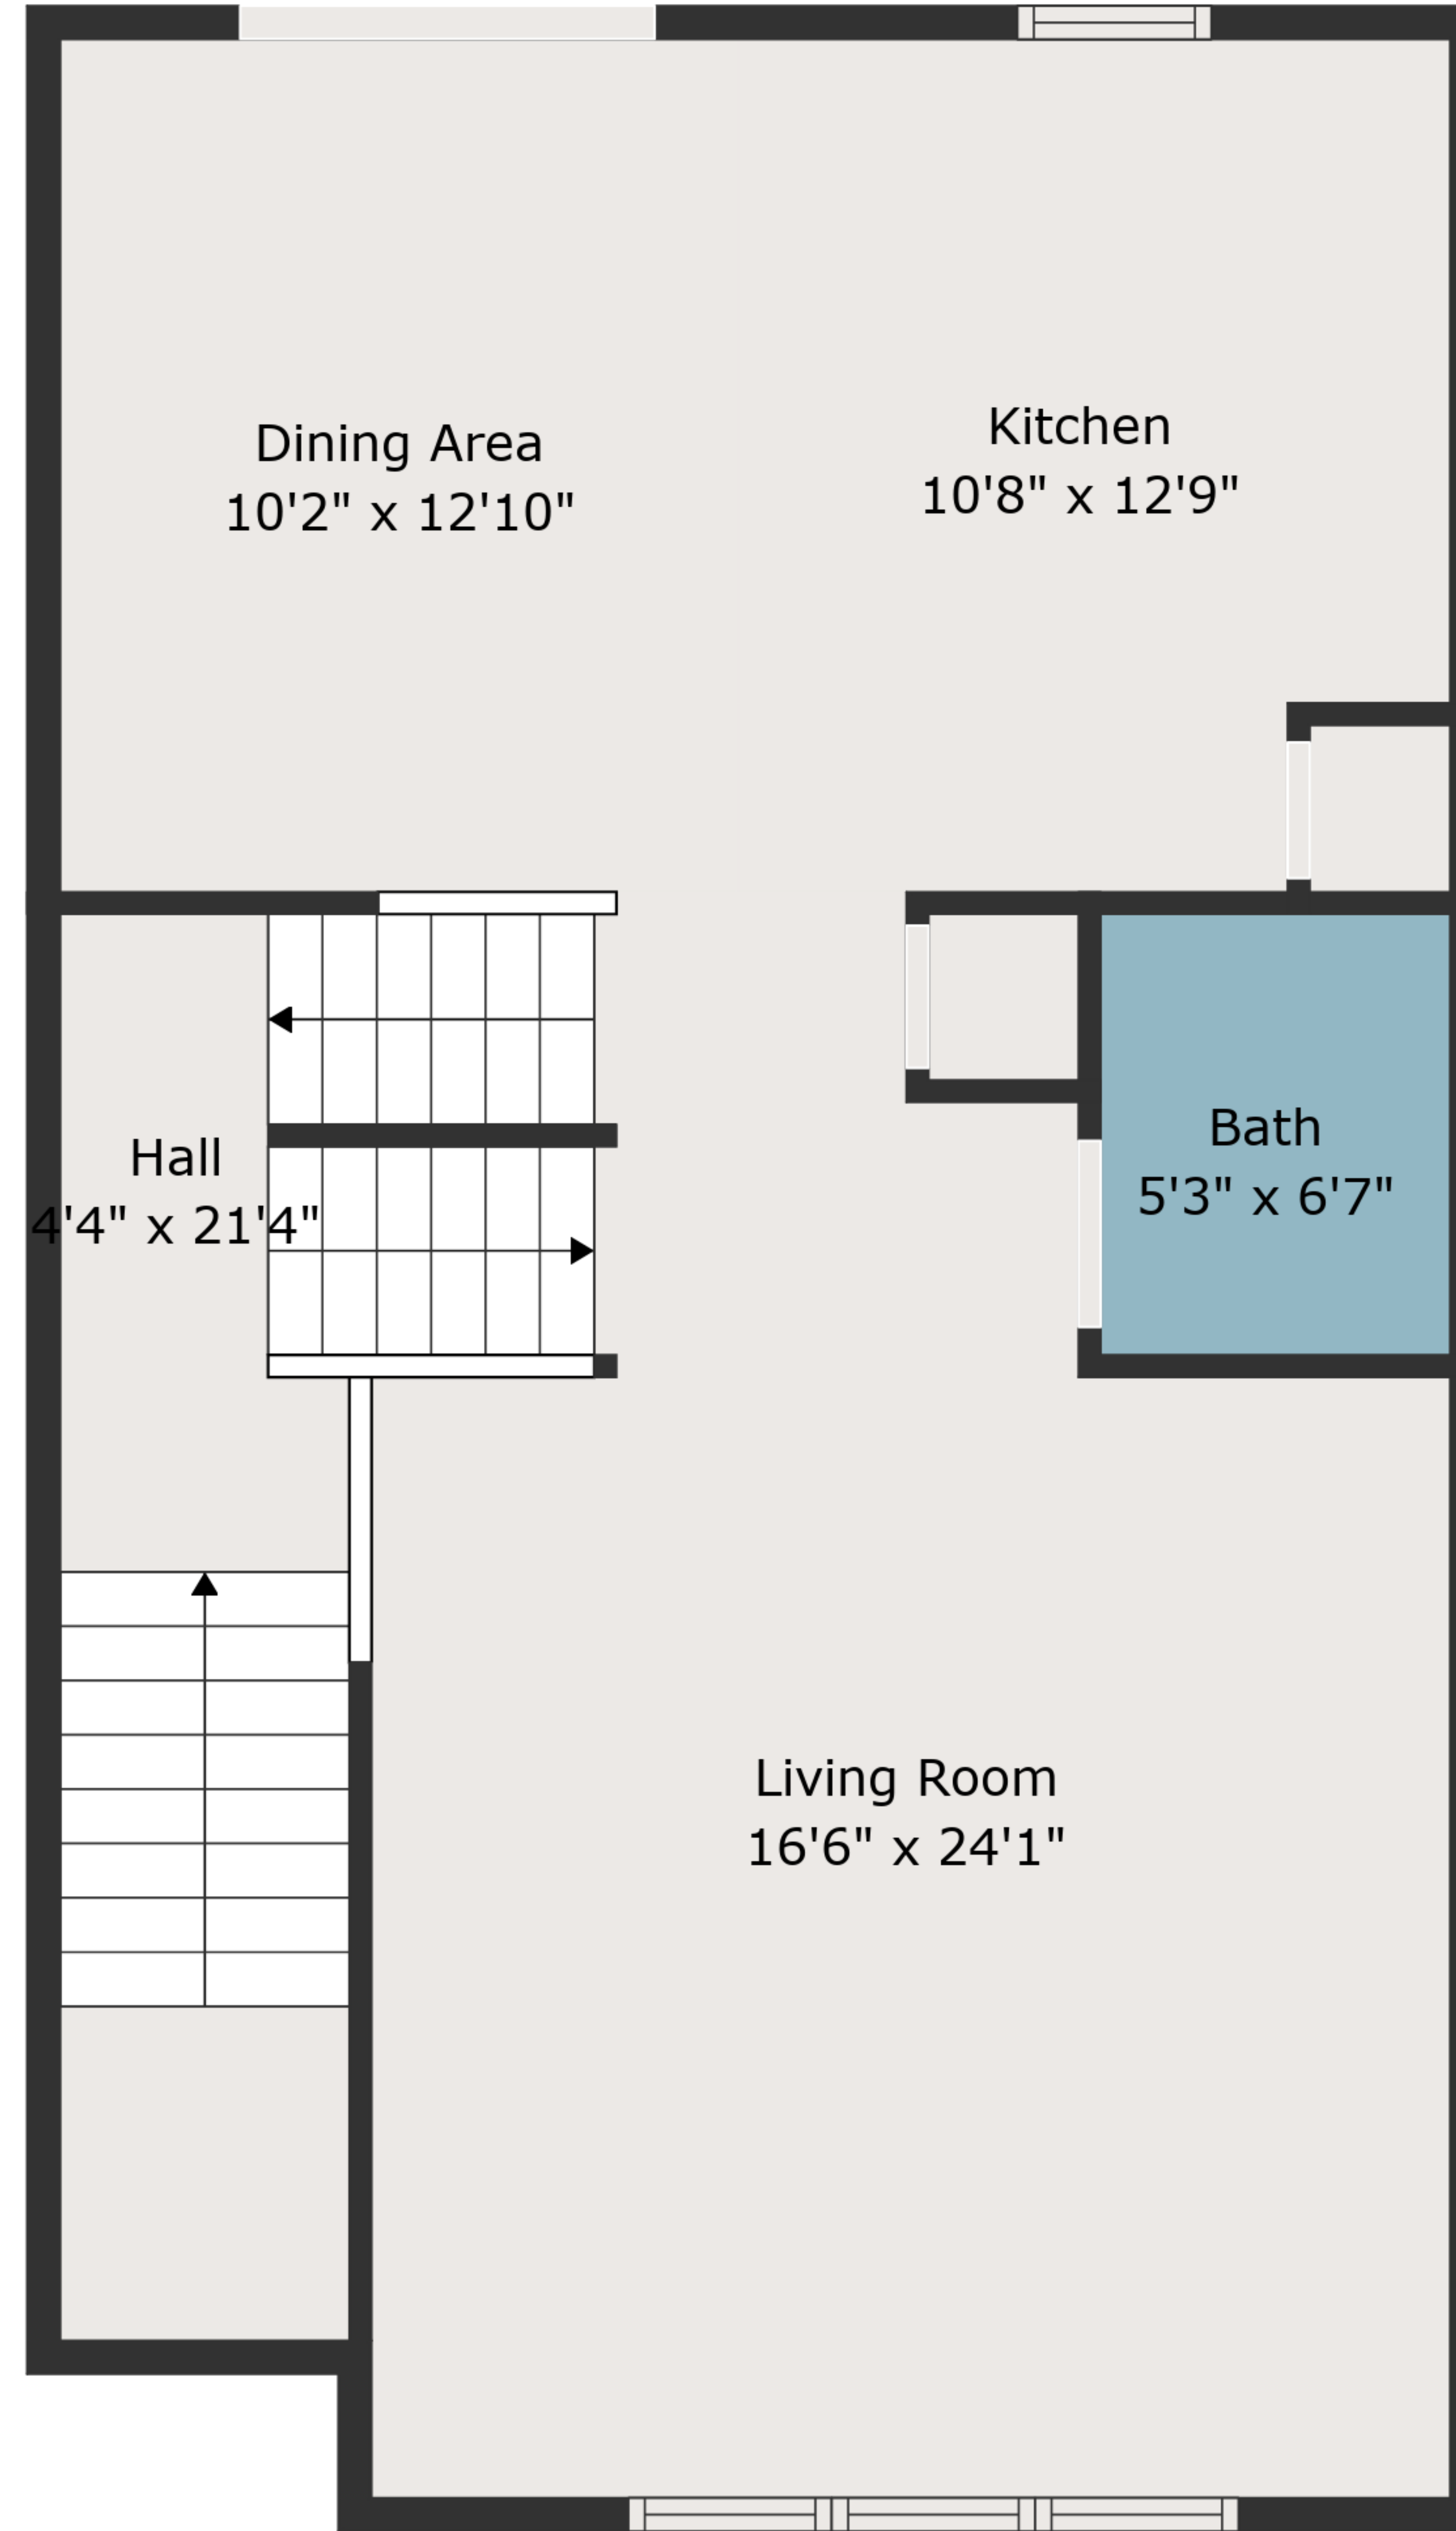 Dining Area
10'2" x 12'10"
Kitchen
10'8" x 12'9"
Hall
4'4" x 21'4"
Bath
5'3" x 6'7"
Living Room
16'6" x 24'1"